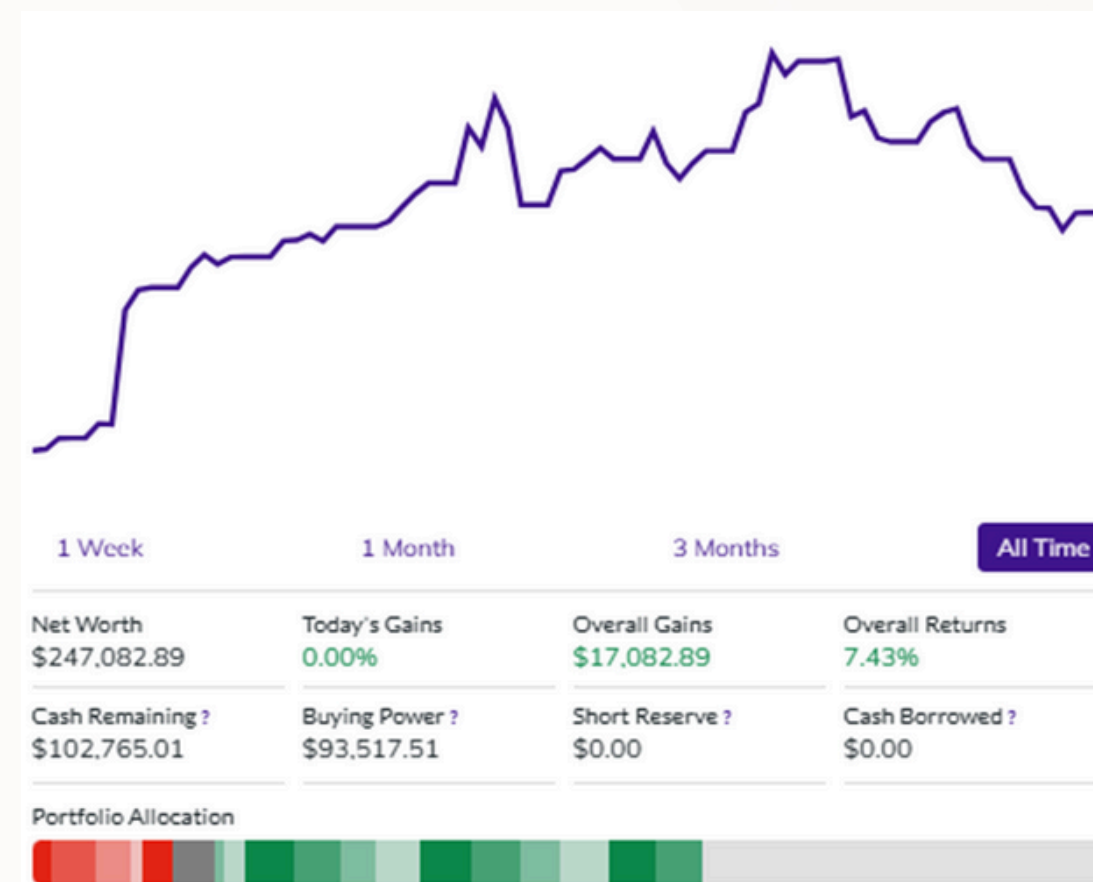 1 Week 1 Month 3 Months All Time
Net Worth Today's Gains Overall Gains Overall Returns
$247,082.89 0.00% $17,082.89 7.43%
Cash Remaining ? Buying Power ? Short Reserve ? Cash Borrowed ?
$102,765.01 $93,517.51 $0.00 $0.00
Portfolio Allocation